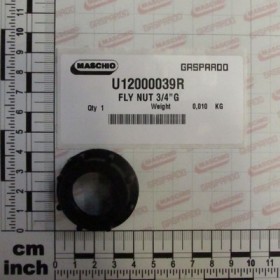 MASCHIO
GASPARDO
U12000039R
FLY NUT 3/4"G
Qty 1 Weight 0,010 KG
cm
inch